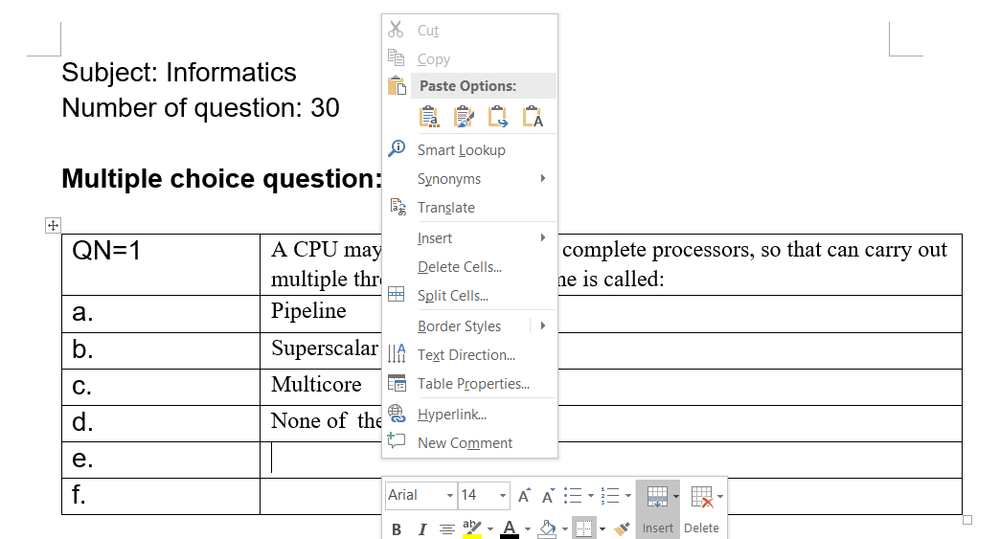 Subject: Informatics
Number of question: 30
Multiple choice question:
QN=1
A CPU may complete processors, so that can carry out
multiple thr ne is called:
a. Pipeline
b. Superscalar
c. Multicore
d. None of the
e.
f.
Cut
Copy
Paste Options:
Smart Lookup
Synonyms
Translate
Insert
Delete Cells...
Split Cells...
Border Styles
Text Direction...
Table Properties...
Hyperlink...
New Comment
Arial 14
B I A Insert Delete